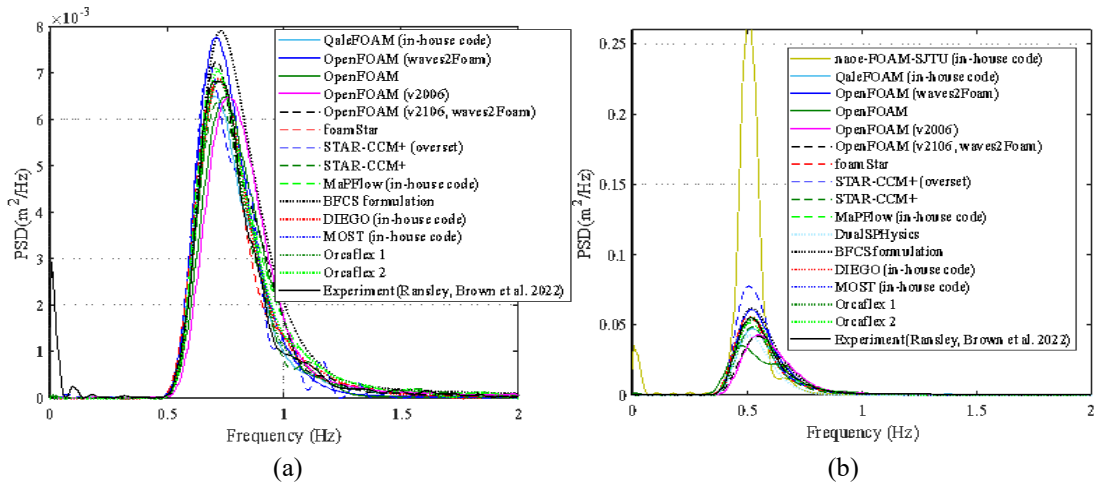 ×10⁻³
(a)
8
7
6
5
4
3
2
1
0
PSD(m²/Hz)
QaleFOAM (in-house code)
OpenFOAM (waves2Foam)
OpenFOAM
OpenFOAM (v2006)
OpenFOAM (v2106, waves2Foam)
foamStar
STAR-CCM+ (overset)
STAR-CCM+
MaPFlow (in-house code)
BFCS formulation
DIEGO (in-house code)
MOST (in-house code)
Orcaflex 1
Orcaflex 2
Experiment(Ransley, Brown et al. 2022)
0 0.5 1 1.5 2
Frequency (Hz)
(a)
(b)
0.25
0.2
0.15
0.1
0.05
0
PSD(m²/Hz)
naoe-FOAM-SJTU (in-house code)
QaleFOAM (in-house code)
OpenFOAM (waves2Foam)
OpenFOAM
OpenFOAM (v2006)
OpenFOAM (v2106, waves2Foam)
foamStar
STAR-CCM+ (overset)
STAR-CCM+
MaPFlow (in-house code)
DualSPHysics
BFCS formulation
DIEGO (in-house code)
MOST (in-house code)
Orcaflex 1
Orcaflex 2
Experiment(Ransley, Brown et al. 2022)
0 0.5 1 1.5 2
Frequency (Hz)
(b)